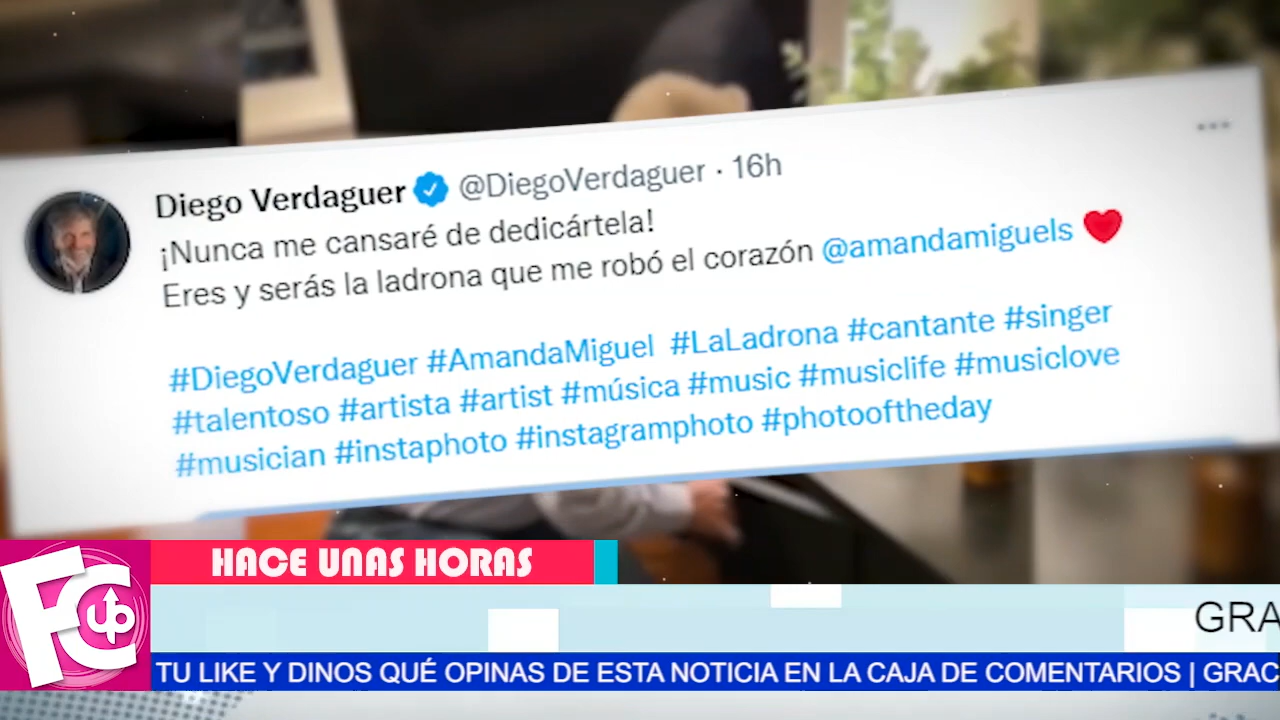 Diego Verdaguer @DiegoVerdaguer · 16h
¡Nunca me cansaré de dedicártela!
Eres y serás la ladrona que me robó el corazón @amandamiguels ❤️
#DiegoVerdaguer #AmandaMiguel #LaLadrona #cantante #singer
#talentoso #artista #artist #música #music #musiclife #musiclove
#musician #instaphoto #instagramphoto #photooftheday
HACE UNAS HORAS
FC up
GRA
TU LIKE Y DINOS QUÉ OPINAS DE ESTA NOTICIA EN LA CAJA DE COMENTARIOS | GRAC